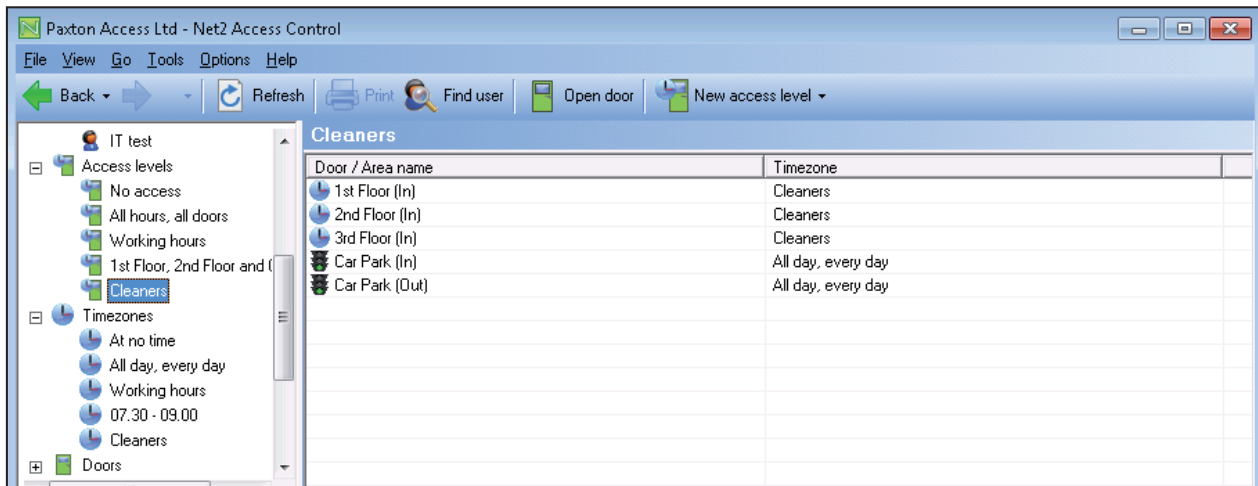 Paxton Access Ltd - Net2 Access Control
File View Go Tools Options Help
Back Refresh Print Find user Open door New access level
IT test
Access levels
No access
All hours, all doors
Working hours
1st Floor, 2nd Floor and
Cleaners
Timezones
At no time
All day, every day
Working hours
07.30 - 09.00
Cleaners
Doors
Cleaners
Door / Area name Timezone
1st Floor (In) Cleaners
2nd Floor (In) Cleaners
3rd Floor (In) Cleaners
Car Park (In) All day, every day
Car Park (Out) All day, every day